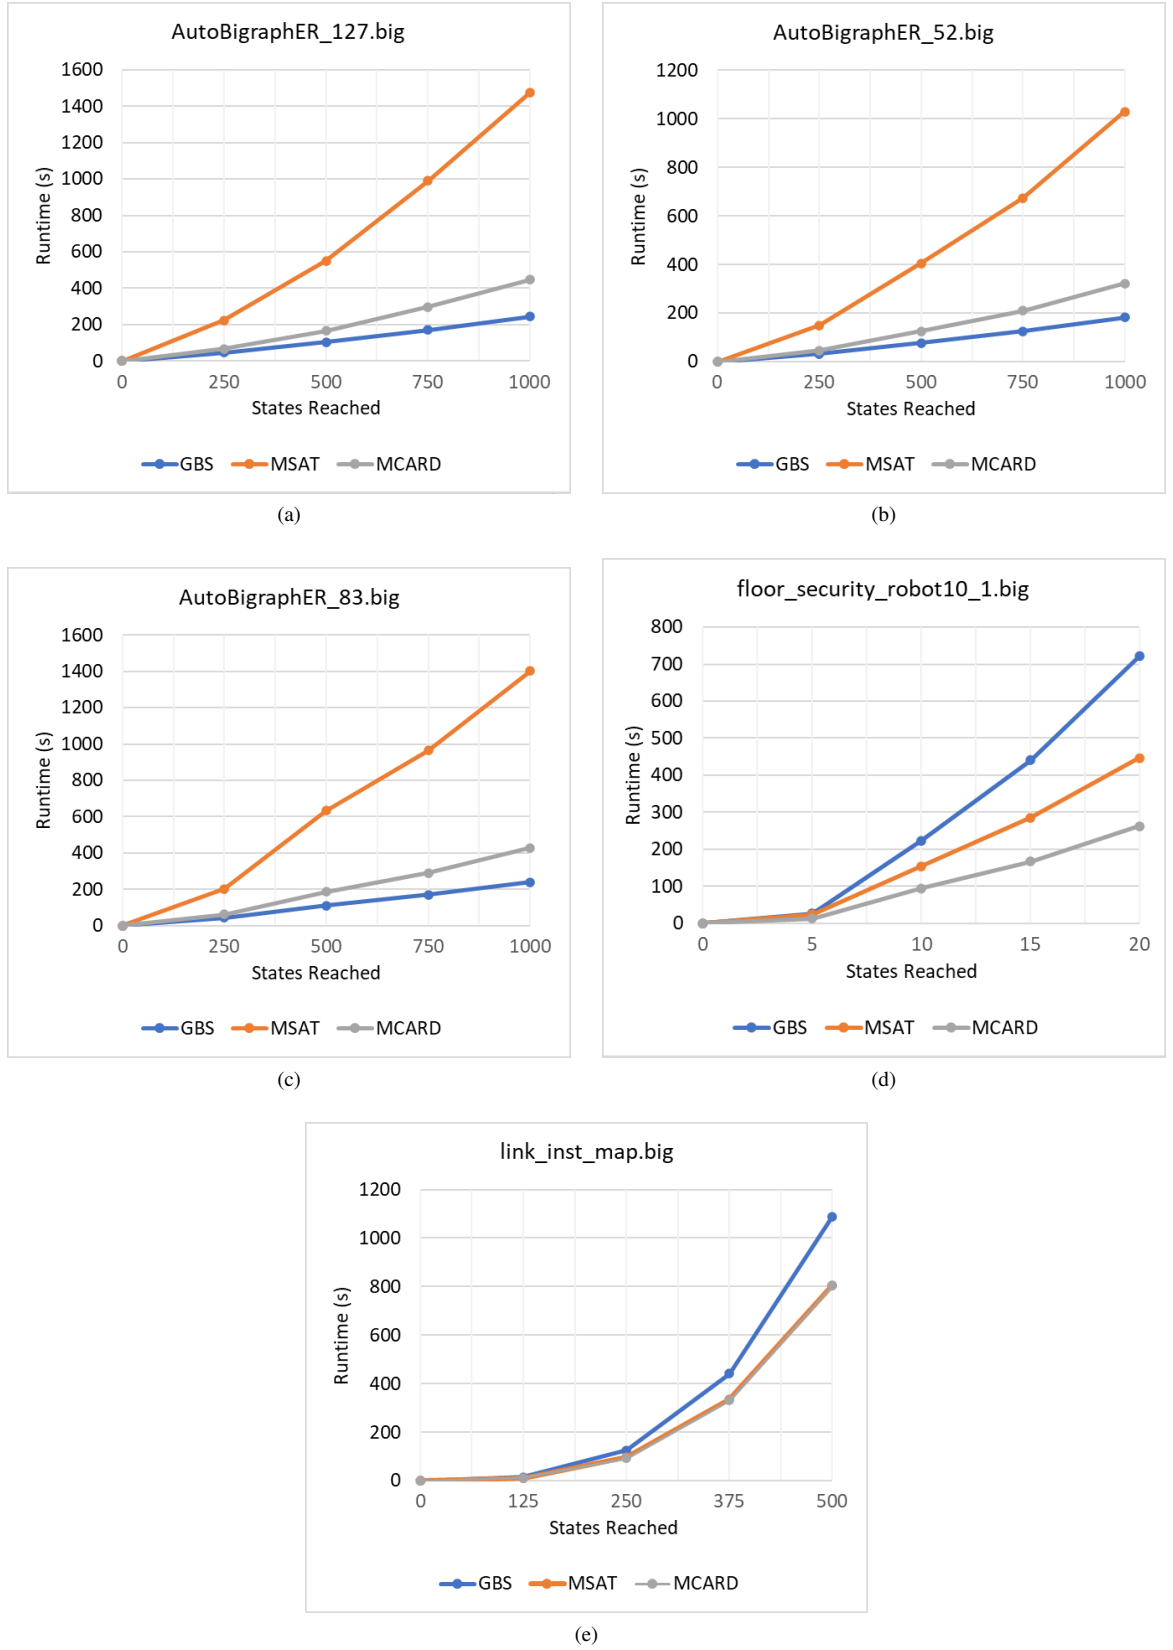 AutoBigraphER_127.big
1600
1400
1200
1000
800
600
400
200
0
Runtime (s)
0 250 500 750 1000
States Reached
GBS MSAT MCARD
(a)
AutoBigraphER_52.big
1200
1000
800
600
400
200
0
Runtime (s)
0 250 500 750 1000
States Reached
GBS MSAT MCARD
(b)
AutoBigraphER_83.big
1600
1400
1200
1000
800
600
400
200
0
Runtime (s)
0 250 500 750 1000
States Reached
GBS MSAT MCARD
(c)
floor_security_robot10_1.big
800
700
600
500
400
300
200
100
0
Runtime (s)
0 5 10 15 20
States Reached
GBS MSAT MCARD
(d)
link_inst_map.big
1200
1000
800
600
400
200
0
Runtime (s)
0 125 250 375 500
States Reached
GBS MSAT MCARD
(e)